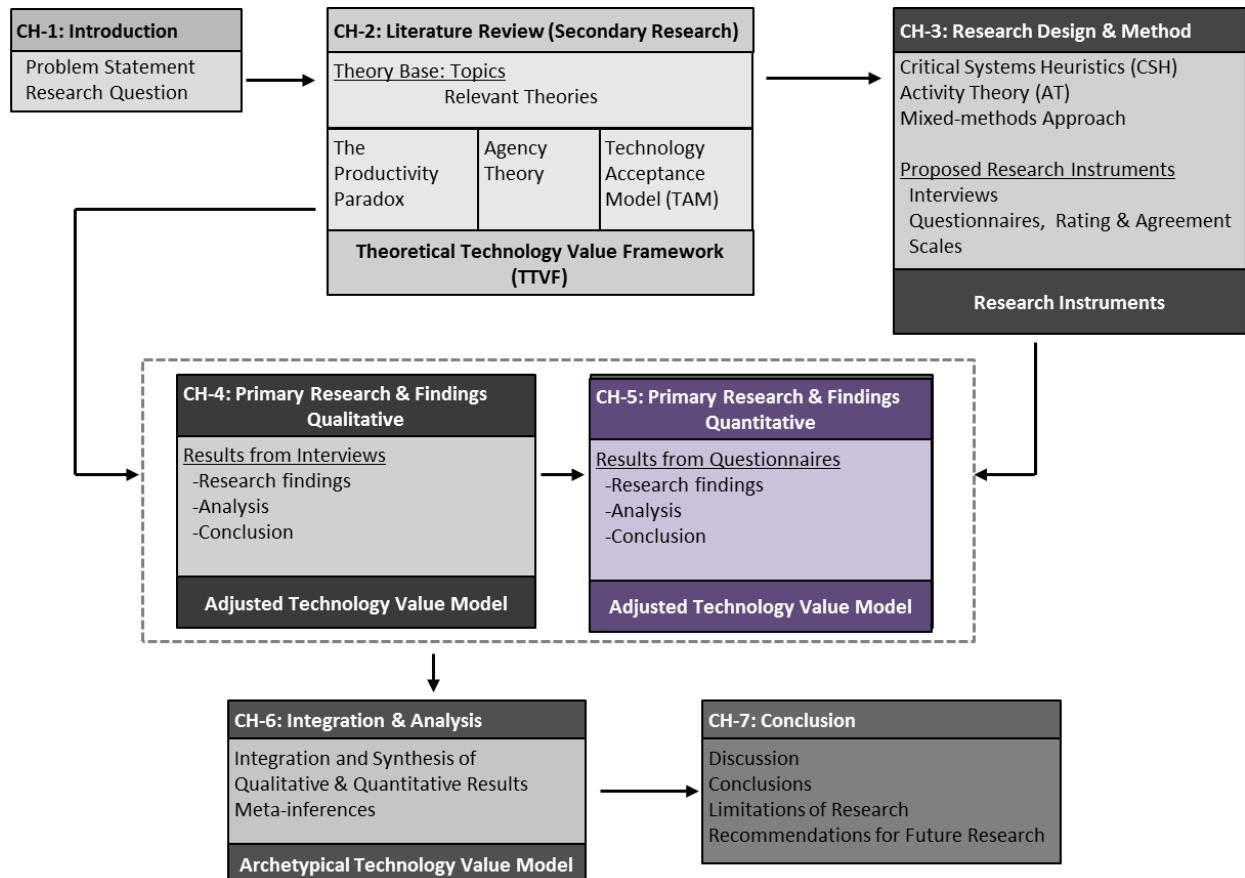 CH-1: Introduction
Problem Statement
Research Question
CH-2: Literature Review (Secondary Research)
Theory Base: Topics
Relevant Theories
The
Productivity
Paradox
Agency
Theory
Technology
Acceptance
Model (TAM)
Theoretical Technology Value Framework
(TTVF)
CH-3: Research Design & Method
Critical Systems Heuristics (CSH)
Activity Theory (AT)
Mixed-methods Approach
Proposed Research Instruments
Interviews
Questionnaires, Rating & Agreement
Scales
Research Instruments
CH-4: Primary Research & Findings
Qualitative
Results from Interviews
-Research findings
-Analysis
-Conclusion
Adjusted Technology Value Model
CH-5: Primary Research & Findings
Quantitative
Results from Questionnaires
-Research findings
-Analysis
-Conclusion
Adjusted Technology Value Model
CH-6: Integration & Analysis
Integration and Synthesis of
Qualitative & Quantitative Results
Meta-inferences
Archetypical Technology Value Model
CH-7: Conclusion
Discussion
Conclusions
Limitations of Research
Recommendations for Future Research